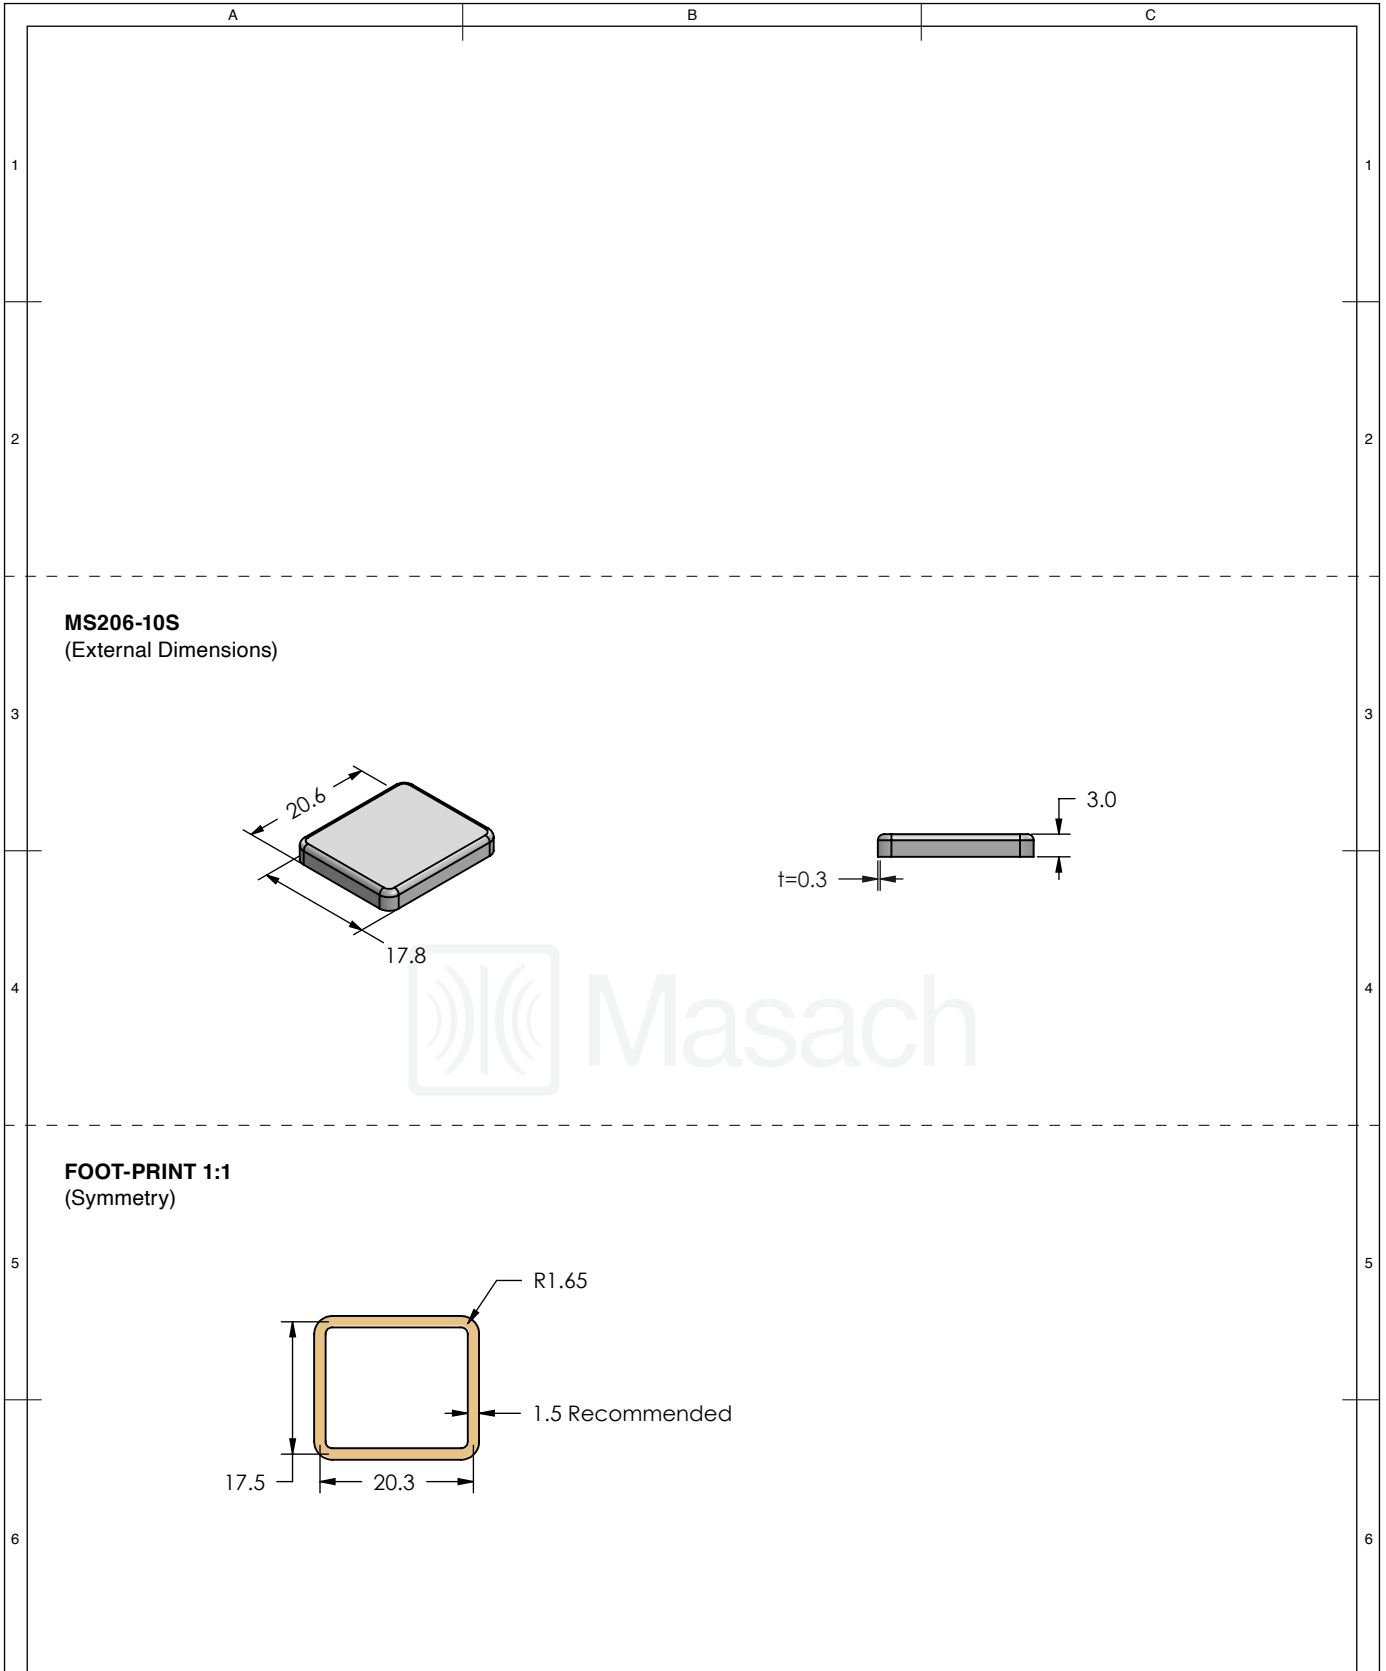 A B C
1 1
2 2
MS206-10S
(External Dimensions)
3 3
20.6
3.0
t=0.3
17.8
Masach
4 4
FOOT-PRINT 1:1
(Symmetry)
5 5
R1.65
1.5 Recommended
17.5 20.3
6 6